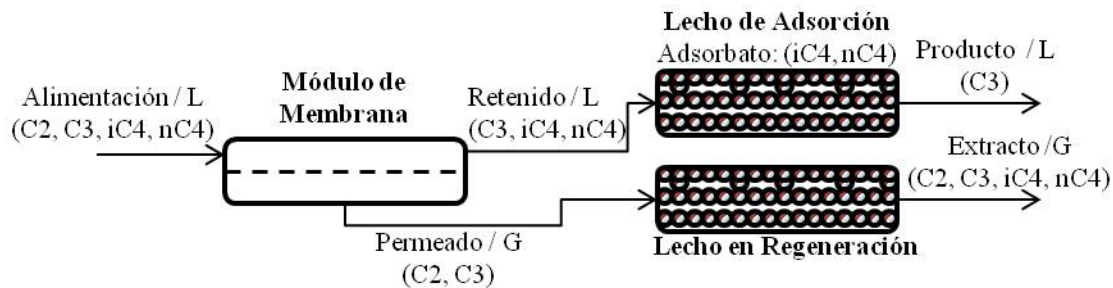 Lecho de Adsorción
Adsorbato: (iC4, nC4)
Producto / L
(C3)
Módulo de
Membrana
Alimentación / L
(C2, C3, iC4, nC4)
Retenido / L
(C3, iC4, nC4)
Extracto /G
(C2, C3, iC4, nC4)
Permeado / G
(C2, C3)
Lecho en Regeneración